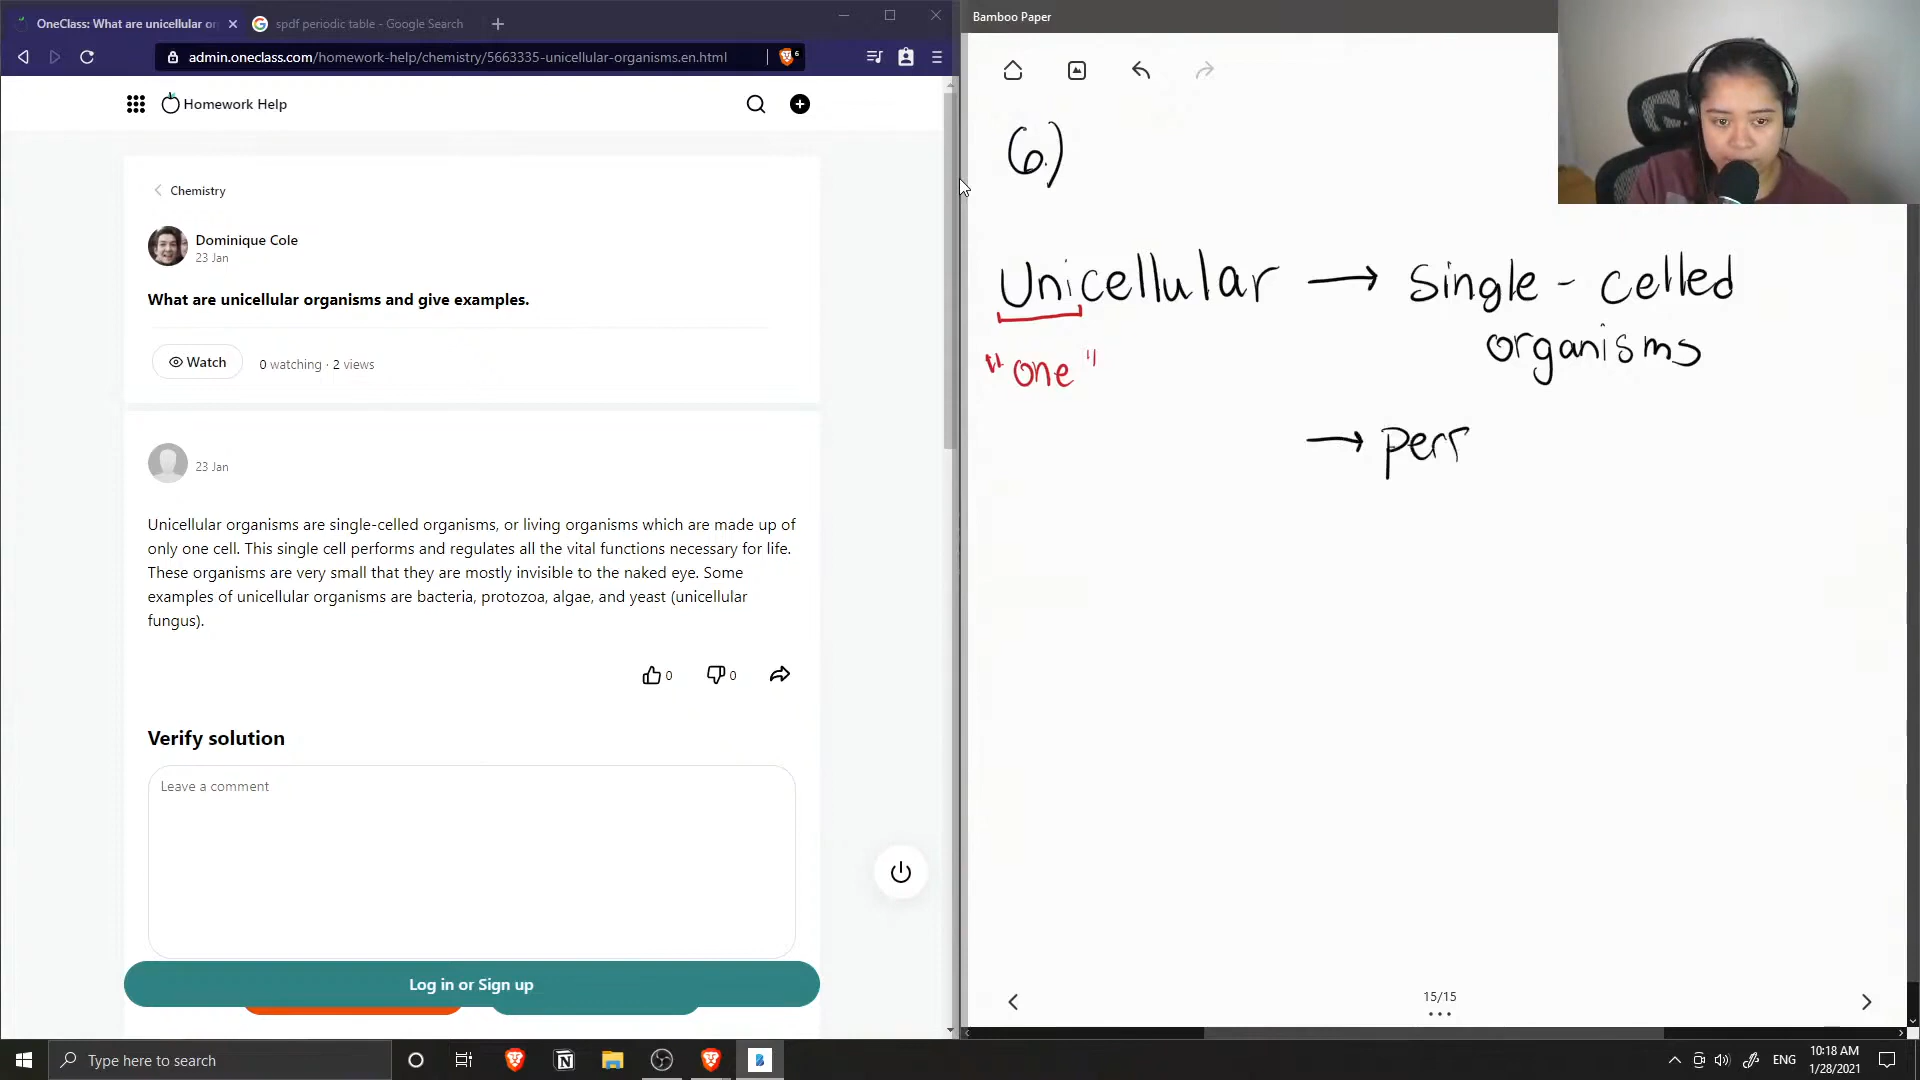 OneClass: What are unicellular or
spdf periodic table - Google Search
admin.oneclass.com/homework-help/chemistry/5663335-unicellular-organisms.en.html
6
Homework Help
Chemistry
Dominique Cole
23 Jan
What are unicellular organisms and give examples.
Watch
0 watching · 2 views
23 Jan
Unicellular organisms are single-celled organisms, or living organisms which are made up of
only one cell. This single cell performs and regulates all the vital functions necessary for life.
These organisms are very small that they are mostly invisible to the naked eye. Some
examples of unicellular organisms are bacteria, protozoa, algae, and yeast (unicellular
fungus).
0 0
Verify solution
Leave a comment
Log in or Sign up
Bamboo Paper
6.)
Unicellular → single - celled
organisms
"one"
→ perf
15/15
Type here to search
ENG
10:18 AM
1/28/2021